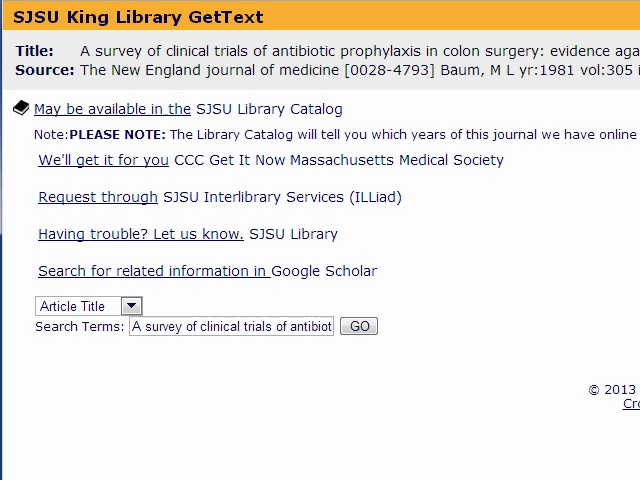 SJSU King Library GetText
Title: A survey of clinical trials of antibiotic prophylaxis in colon surgery: evidence aga
Source: The New England journal of medicine [0028-4793] Baum, M L yr:1981 vol:305 i
May be available in the SJSU Library Catalog
Note:PLEASE NOTE: The Library Catalog will tell you which years of this journal we have online
We'll get it for you CCC Get It Now Massachusetts Medical Society
Request through SJSU Interlibrary Services (ILLiad)
Having trouble? Let us know. SJSU Library
Search for related information in Google Scholar
Article Title
Search Terms: A survey of clinical trials of antibiot GO
© 2013
Cro